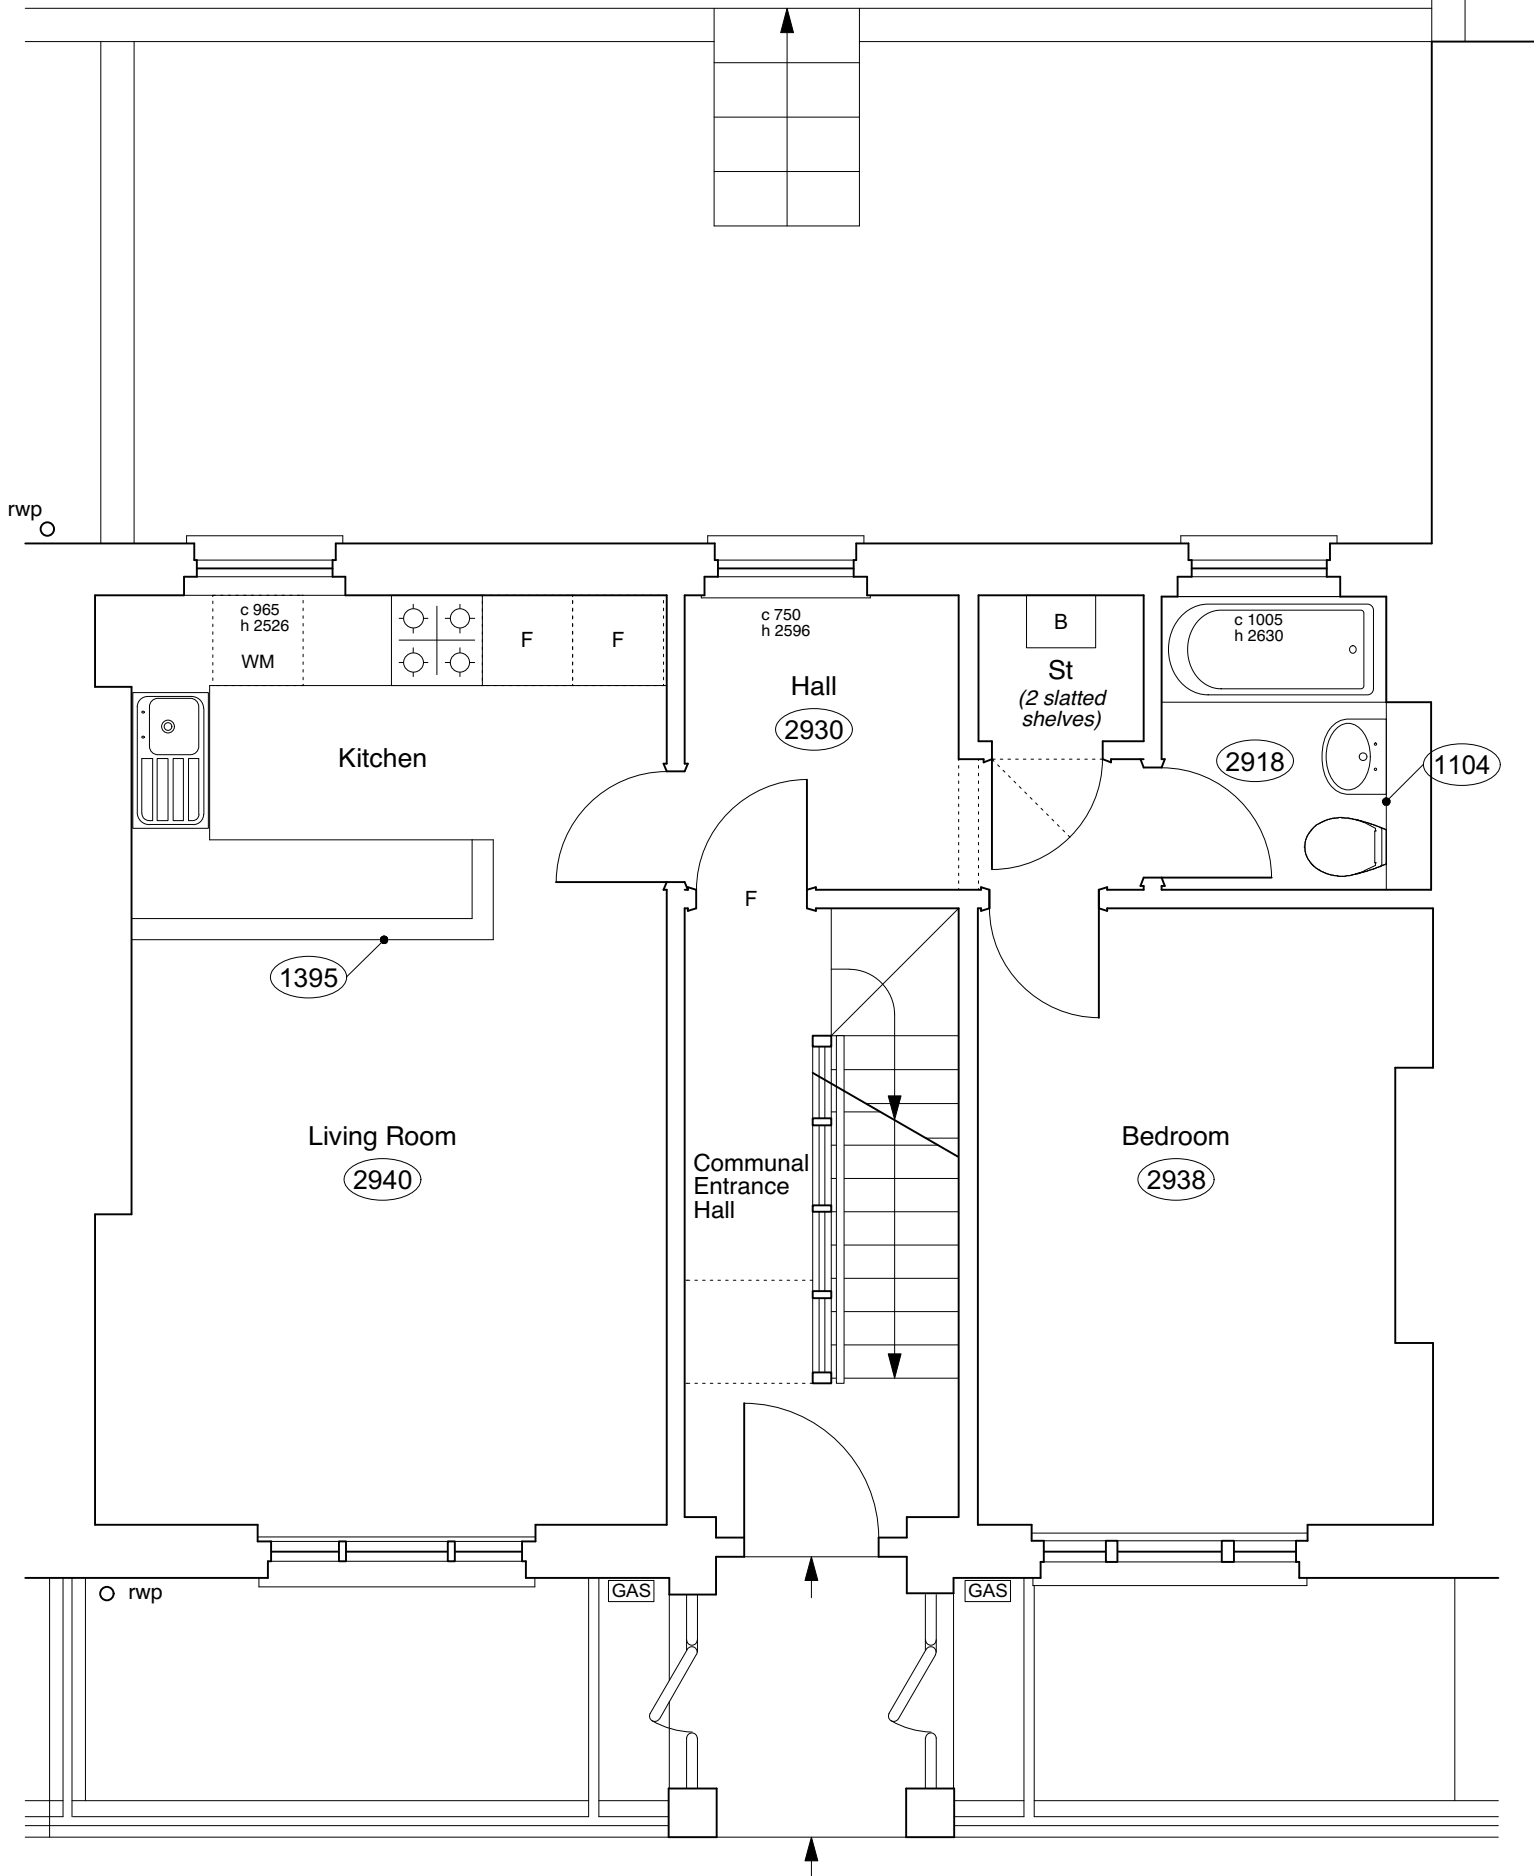 rwp
c 965
h 2526
WM
F
F
c 750
h 2596
Hall
2930
B
St
(2 slatted
shelves)
c 1005
h 2630
2918
1104
Kitchen
F
1395
Living Room
2940
Communal
Entrance
Hall
Bedroom
2938
rwp
GAS
GAS